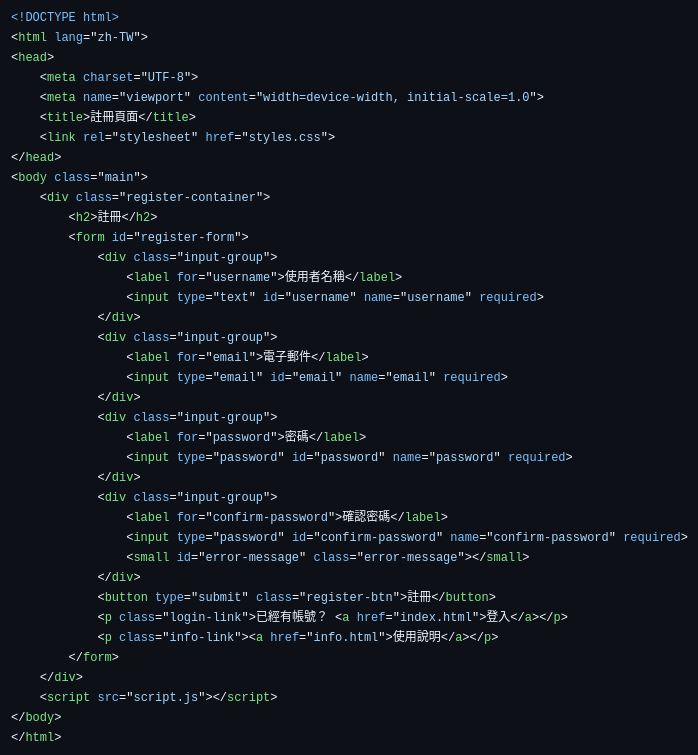 <!DOCTYPE html>
<html lang="zh-TW">
<head>
    <meta charset="UTF-8">
    <meta name="viewport" content="width=device-width, initial-scale=1.0">
    <title>註冊頁面</title>
    <link rel="stylesheet" href="styles.css">
</head>
<body class="main">
    <div class="register-container">
        <h2>註冊</h2>
        <form id="register-form">
            <div class="input-group">
                <label for="username">使用者名稱</label>
                <input type="text" id="username" name="username" required>
            </div>
            <div class="input-group">
                <label for="email">電子郵件</label>
                <input type="email" id="email" name="email" required>
            </div>
            <div class="input-group">
                <label for="password">密碼</label>
                <input type="password" id="password" name="password" required>
            </div>
            <div class="input-group">
                <label for="confirm-password">確認密碼</label>
                <input type="password" id="confirm-password" name="confirm-password" required>
                <small id="error-message" class="error-message"></small>
            </div>
            <button type="submit" class="register-btn">註冊</button>
            <p class="login-link">已經有帳號？ <a href="index.html">登入</a></p>
            <p class="info-link"><a href="info.html">使用說明</a></p>
        </form>
    </div>
    <script src="script.js"></script>
</body>
</html>